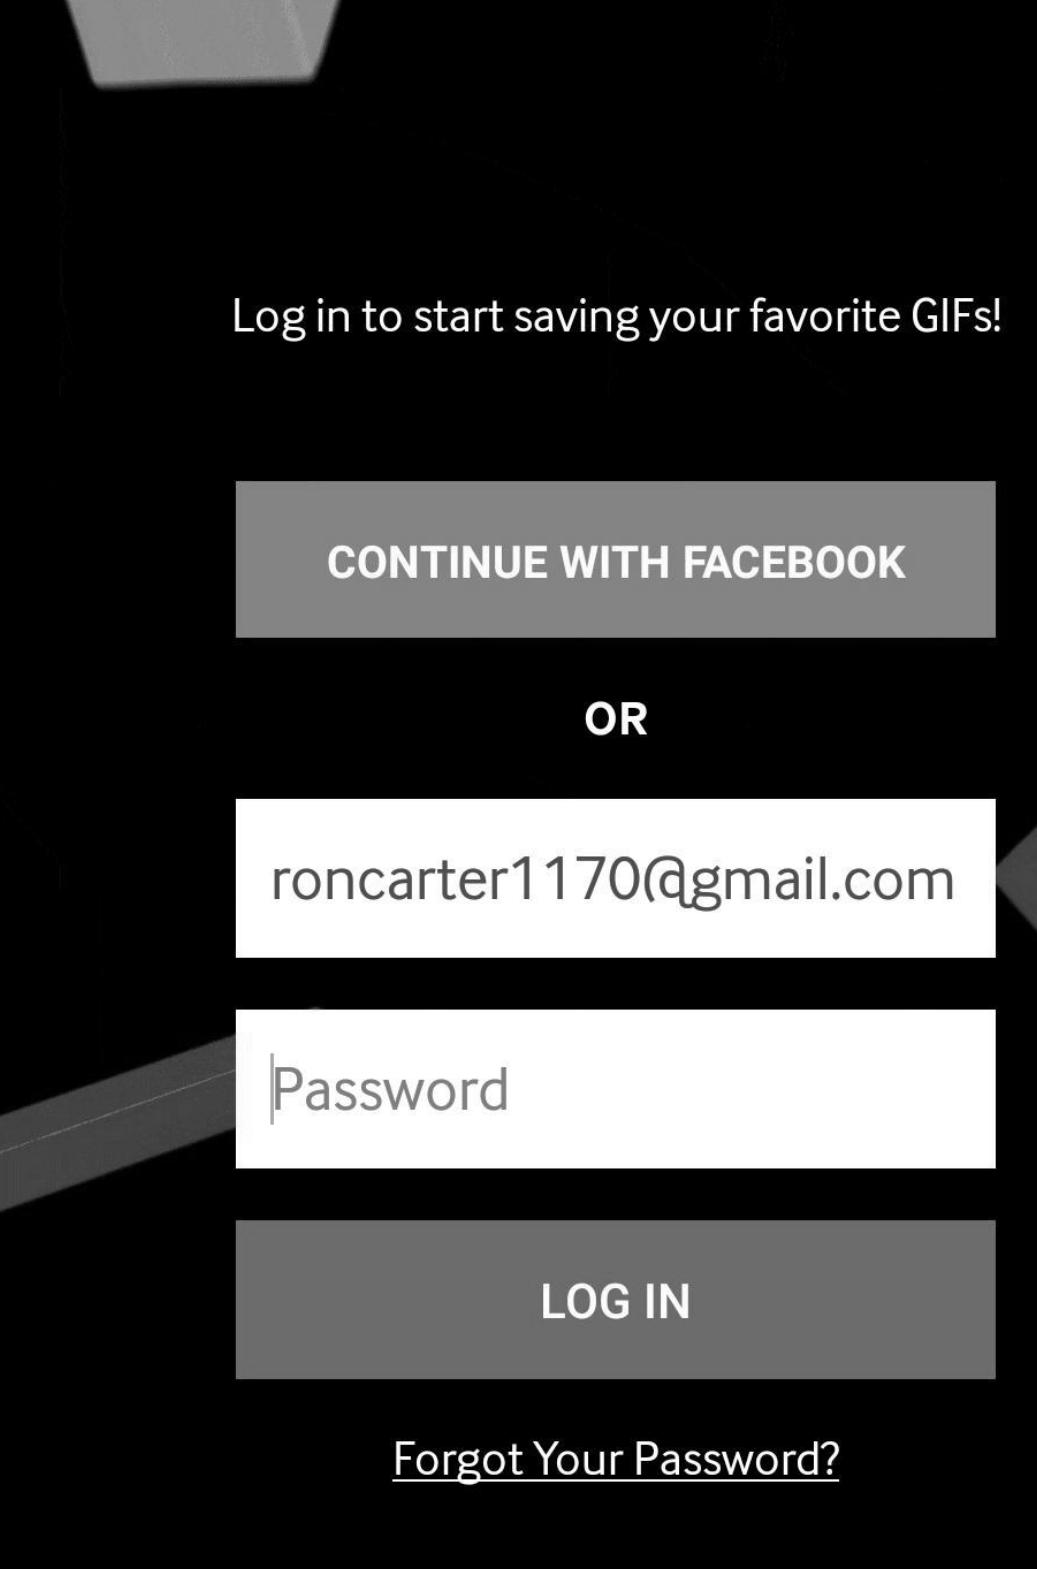 Log in to start saving your favorite GIFs!
CONTINUE WITH FACEBOOK
OR
roncarter1170@gmail.com
Password
LOG IN
Forgot Your Password?